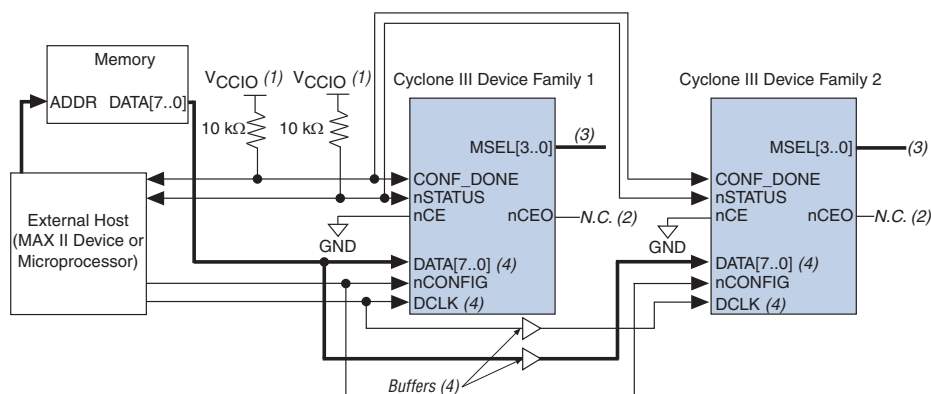 Memory
ADDR DATA[7..0]
VCCIO (1)
VCCIO (1)
10 kΩ
10 kΩ
Cyclone III Device Family 1
MSEL[3..0]
(3)
CONF_DONE
nSTATUS
nCE
nCEO
N.C. (2)
GND
DATA[7..0] (4)
nCONFIG
DCLK (4)
Cyclone III Device Family 2
MSEL[3..0]
(3)
CONF_DONE
nSTATUS
nCE
nCEO
N.C. (2)
GND
DATA[7..0] (4)
nCONFIG
DCLK (4)
External Host
(MAX II Device or
Microprocessor)
Buffers (4)